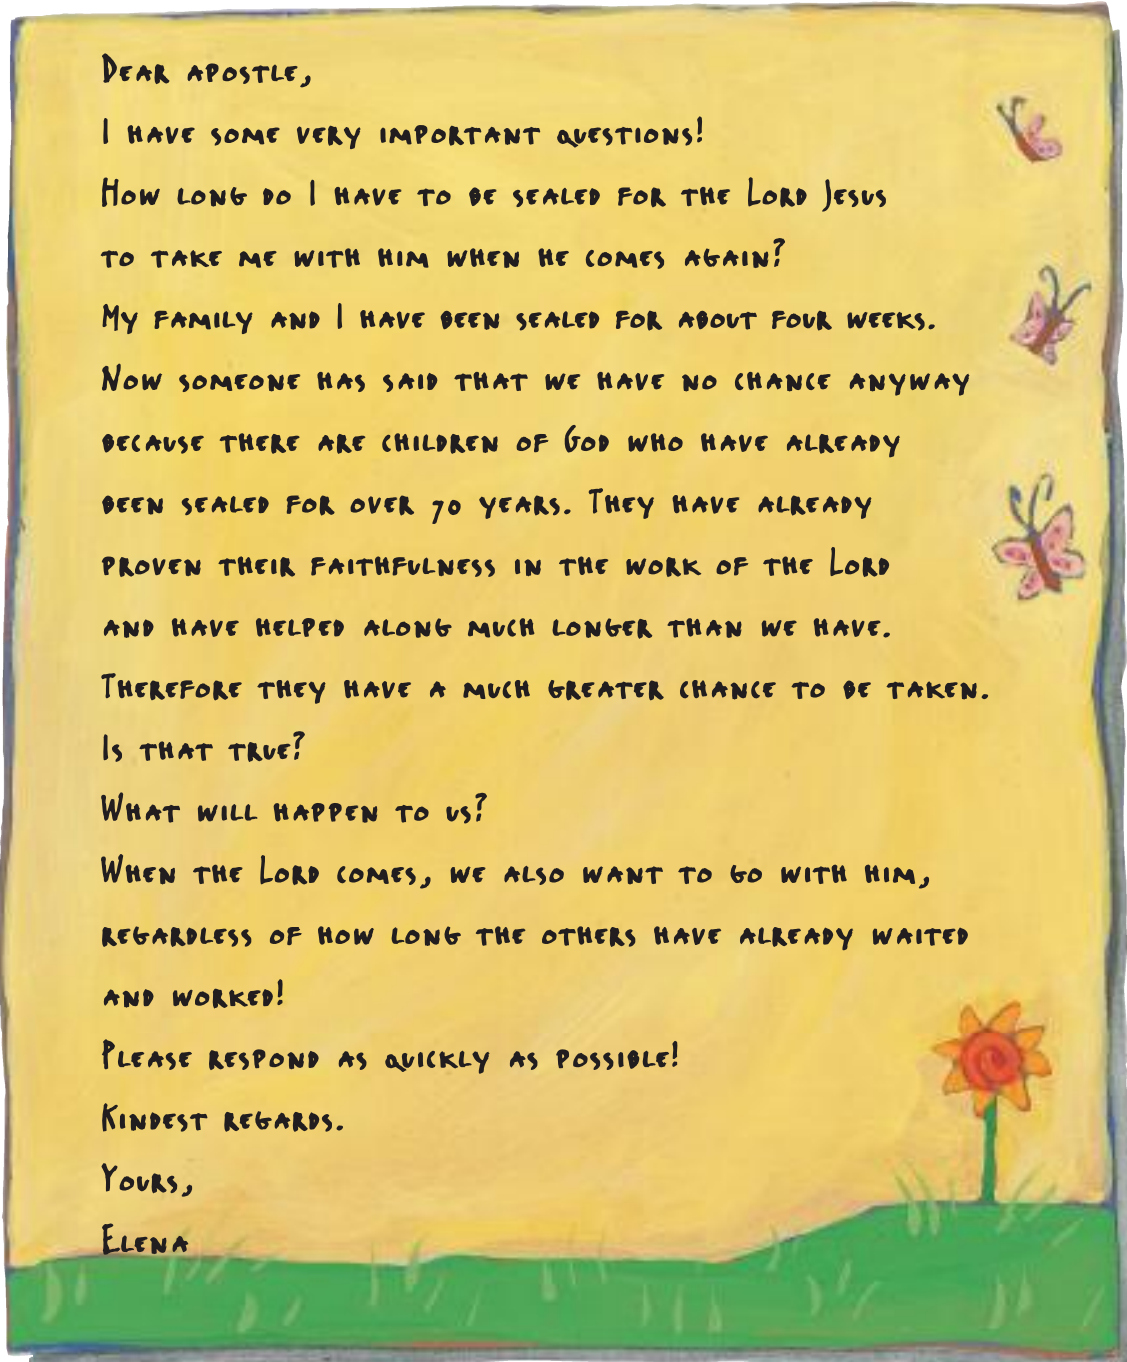 Dear apostle,
I have some very important questions!
How long do I have to be sealed for the Lord Jesus
to take me with him when he comes again?
My family and I have been sealed for about four weeks.
Now someone has said that we have no chance anyway
because there are children of God who have already
been sealed for over 70 years. They have already
proven their faithfulness in the work of the Lord
and have helped along much longer than we have.
Therefore they have a much greater chance to be taken.
Is that true?
What will happen to us?
When the Lord comes, we also want to go with him,
regardless of how long the others have already waited
and worked!
Please respond as quickly as possible!
Kindest regards.
Yours,
Elena